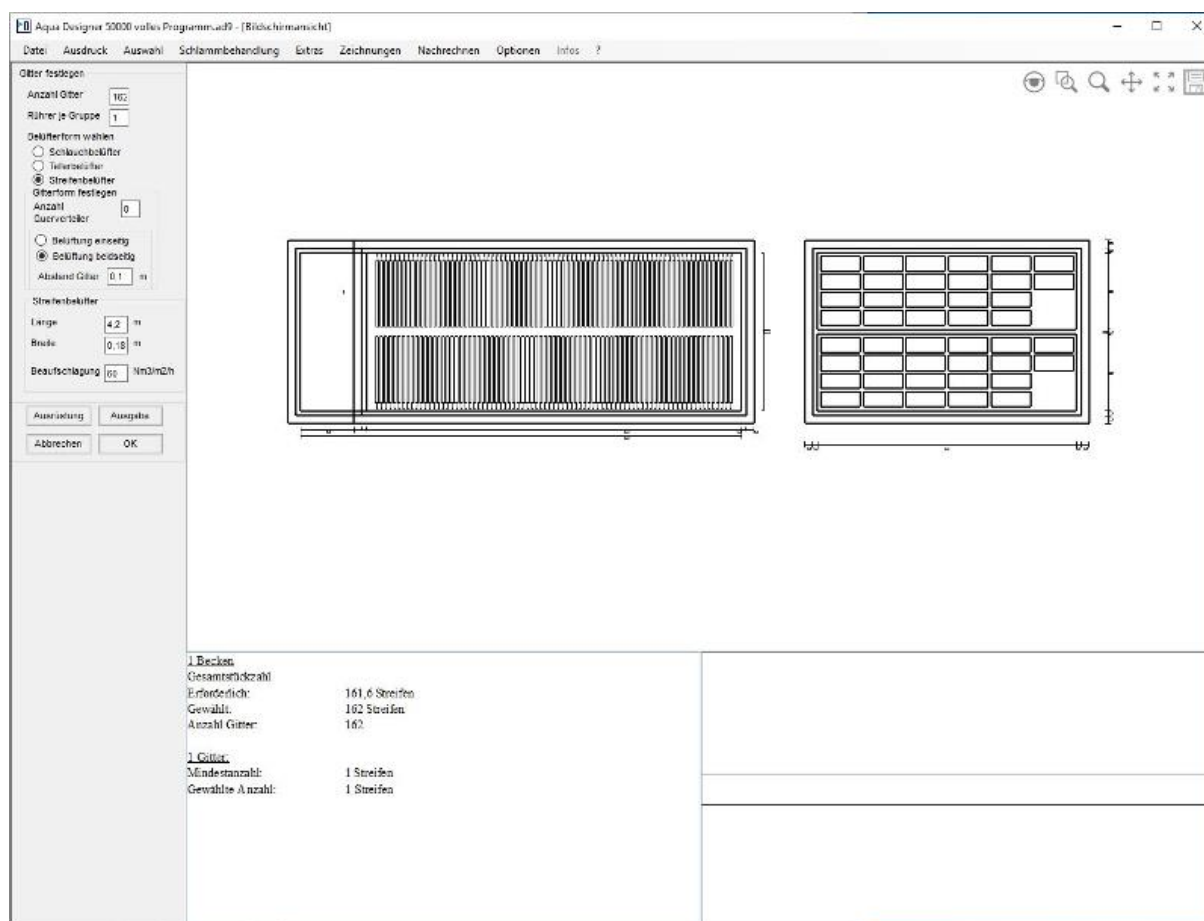 Aqua Designer 50000 volles Programm.ad9 - [Bildschirmansicht]
Datei Ausdruck Auswahl Schlammbehandlung Extras Zeichnungen Nachrechnen Optionen Infos ?
Gitter festlegen
Anzahl Gitter 162
Rührer je Gruppe 1
Belüfterform wählen
Schlauchbelüfter
Tellerbelüfter
Streifenbelüfter
Gitterform festlegen
Anzahl 0
Querverteiler
Belüftung einseitig
Belüftung beidseitig
Abstand Gitter 0,1 m
Streifenbelüfter
Länge 4,2 m
Breite 0,18 m
Beaufschlagung 60 Nm3/m2/h
Ausrüstung Ausgabe
Abbrechen OK
1 Becken
Gesamtstückzahl
Erforderlich: 161,6 Streifen
Gewählt: 162 Streifen
Anzahl Gitter: 162
1 Gitter:
Mindestanzahl: 1 Streifen
Gewählte Anzahl: 1 Streifen